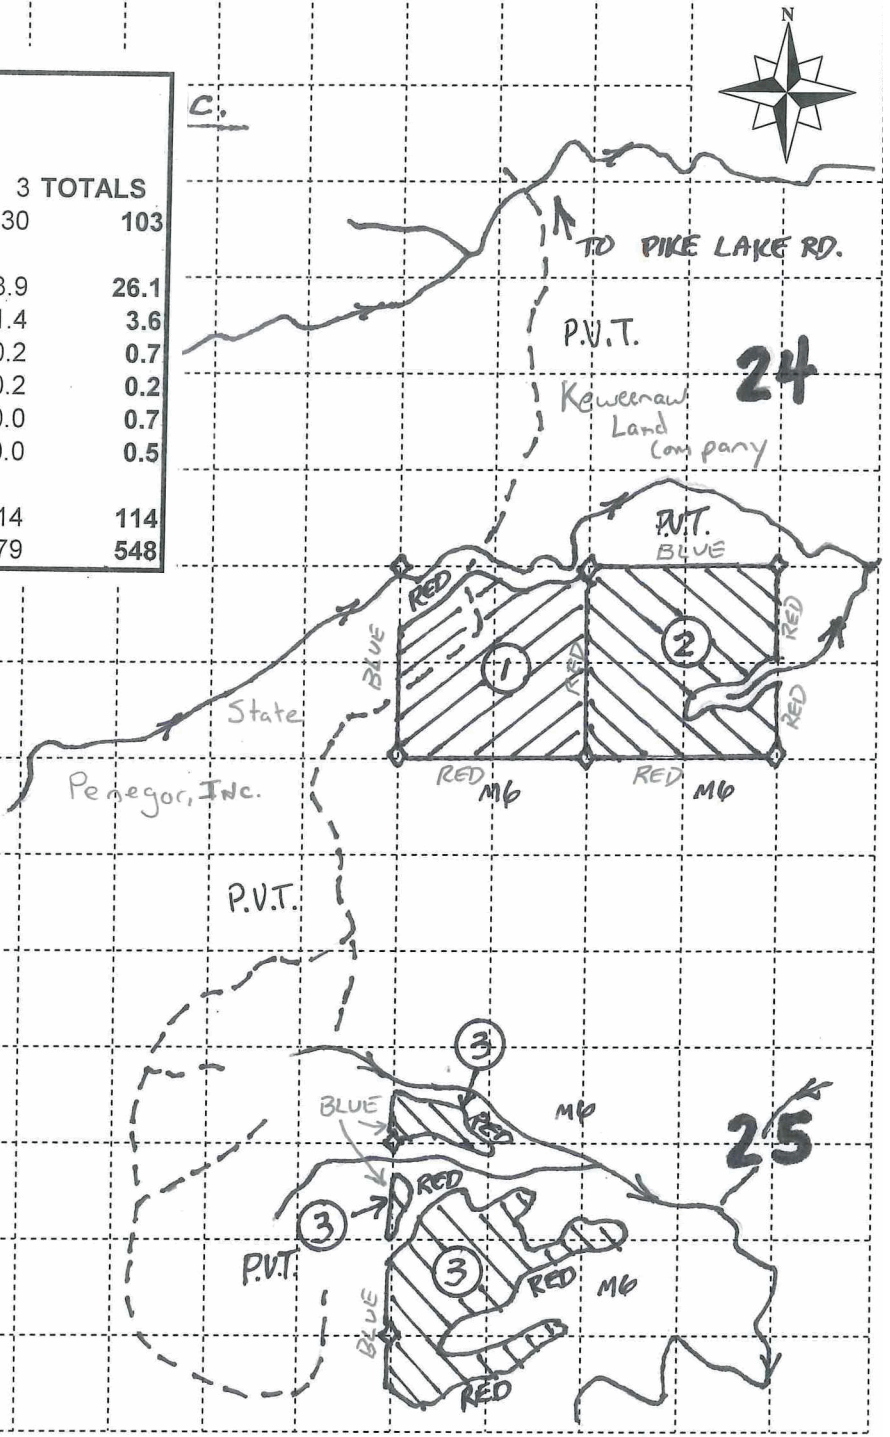 N
C.
3 TOTALS
30 103
3.9 26.1
1.4 3.6
0.2 0.7
0.2 0.2
0.0 0.7
0.0 0.5
14 114
79 548
TO PIKE LAKE RD.
P.V.T.
24
Keweenaw
Land
Company
P.V.T.
BLUE
RED
BLUE
1
RED
2
RED
RED
State
Penegor, INC.
RED
M6
RED
M6
P.V.T.
3
BLUE
RED
M6
25
RED
3
3
P.V.T.
RED
M6
BLUE
RED